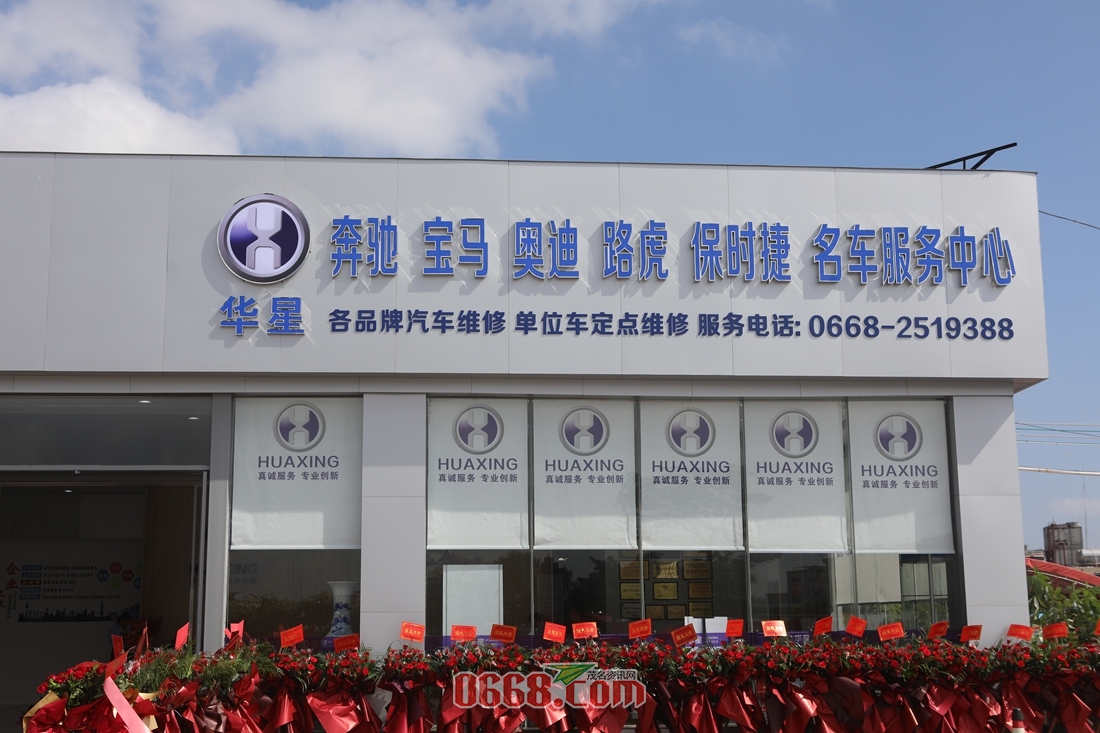 奔驰 宝马 奥迪 路虎 保时捷 名车服务中心
华星
各品牌汽车维修 单位车定点维修 服务电话: 0668-2519388
HUAXING
真诚服务 专业创新
HUAXING
真诚服务 专业创新
HUAXING
真诚服务 专业创新
HUAXING
真诚服务 专业创新
HUAXING
真诚服务 专业创新
HUAXING
真诚服务 专业创新
茂名资讯网
0668.com